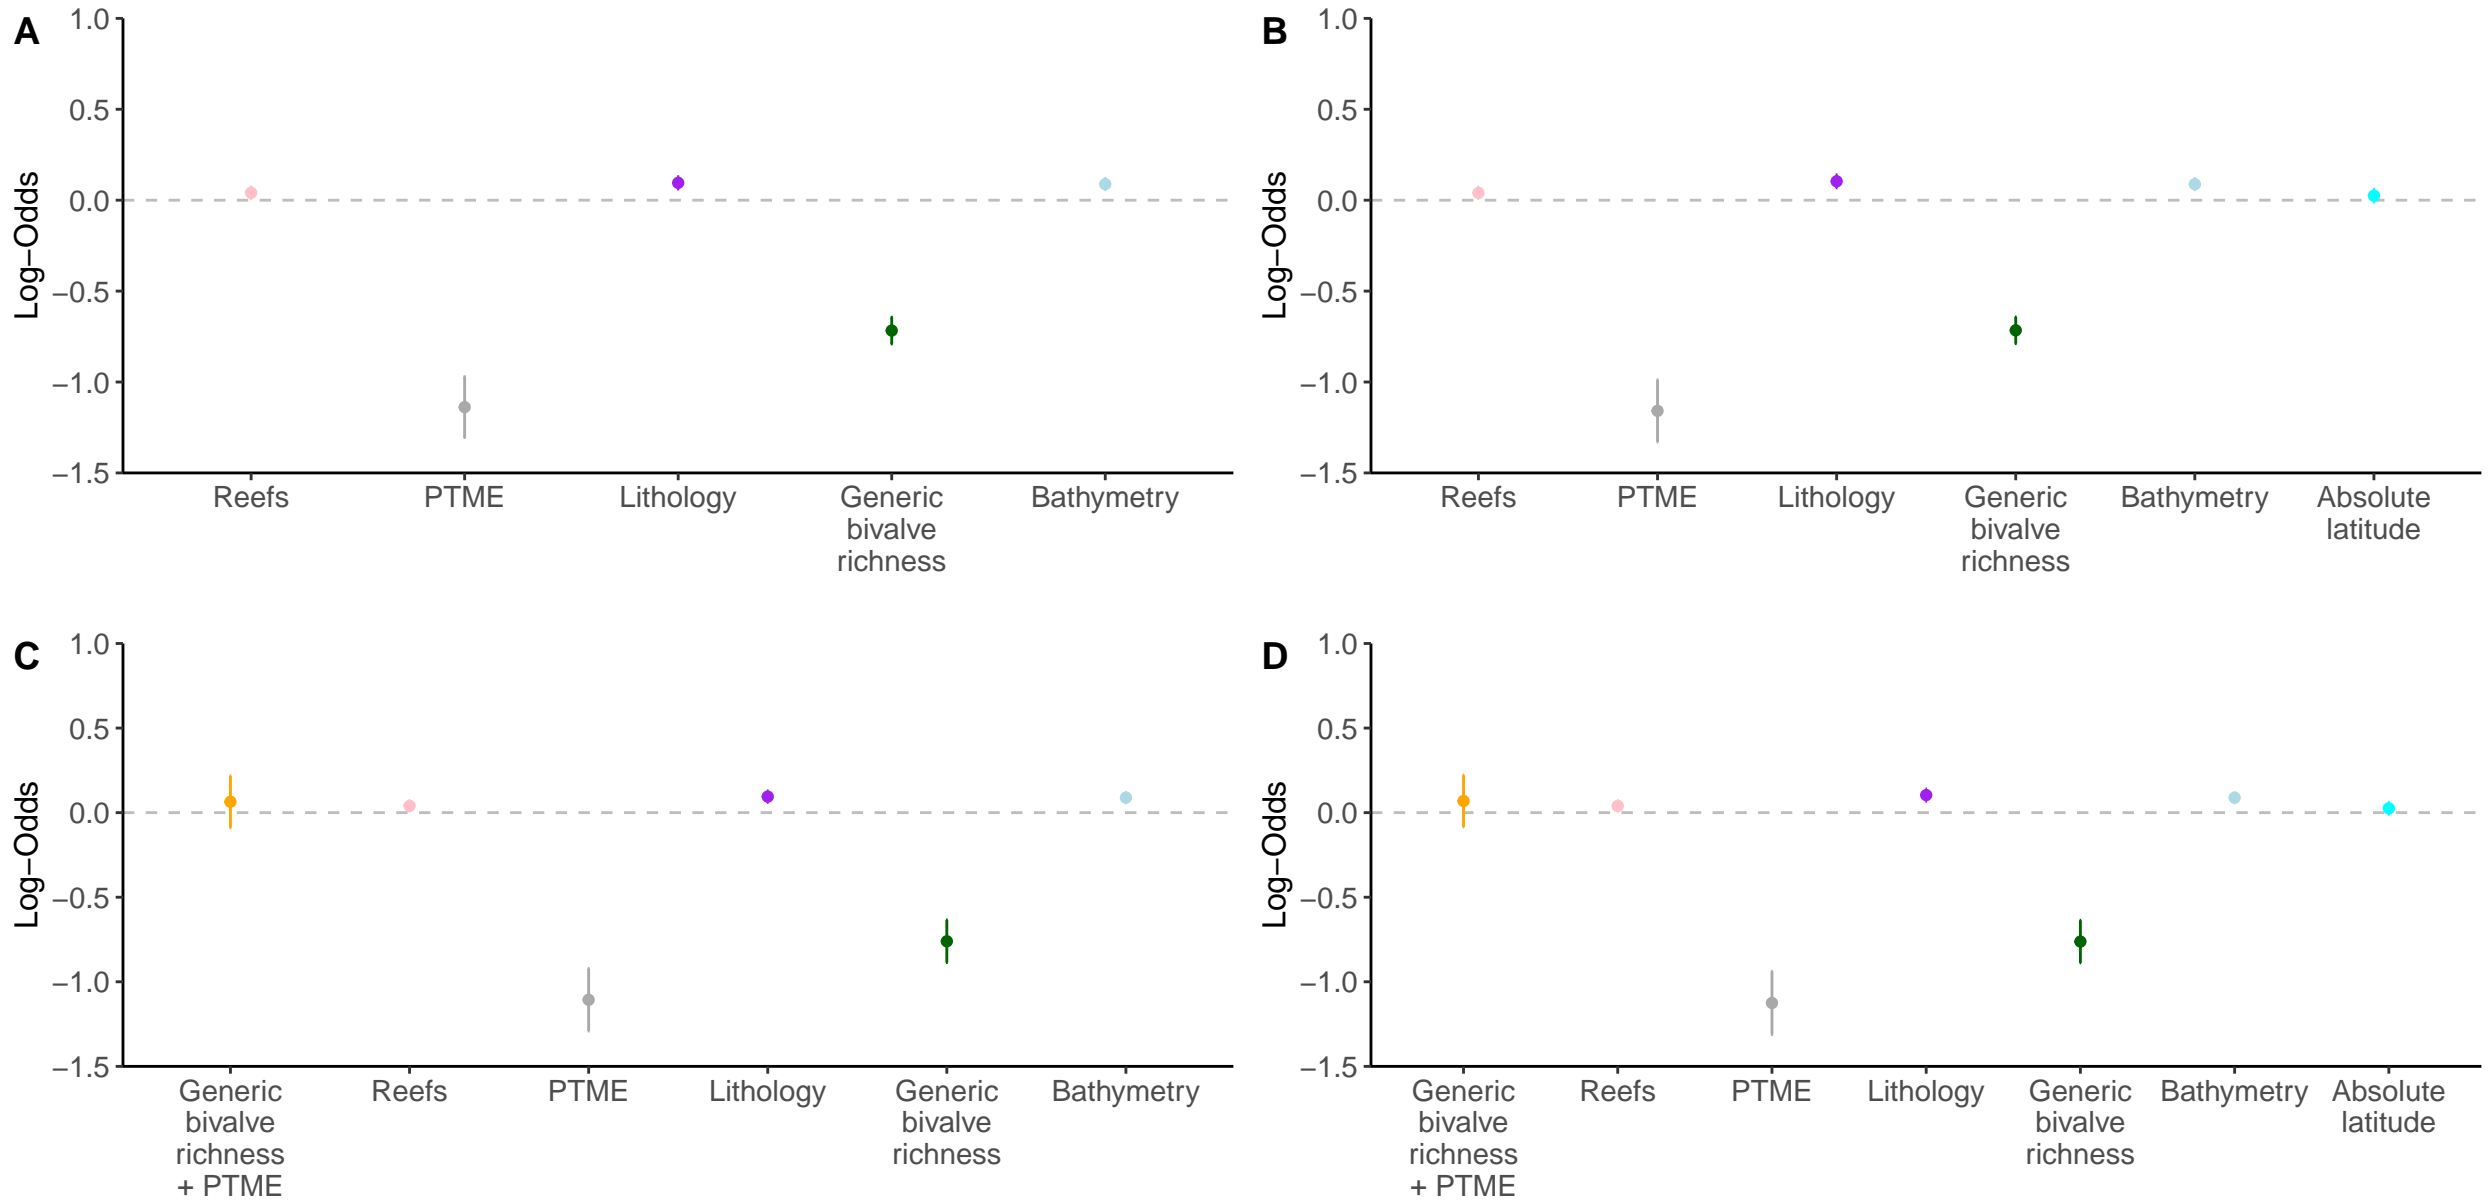 A
Log−Odds
1.0
0.5
0.0
−0.5
−1.0
−1.5
Reefs
PTME
Lithology
Generic
bivalve
richness
Bathymetry
B
Log−Odds
1.0
0.5
0.0
−0.5
−1.0
−1.5
Reefs
PTME
Lithology
Generic
bivalve
richness
Bathymetry
Absolute
latitude
C
Log−Odds
1.0
0.5
0.0
−0.5
−1.0
−1.5
Generic
bivalve
richness
+ PTME
Reefs
PTME
Lithology
Generic
bivalve
richness
Bathymetry
D
Log−Odds
1.0
0.5
0.0
−0.5
−1.0
−1.5
Generic
bivalve
richness
+ PTME
Reefs
PTME
Lithology
Generic
bivalve
richness
Bathymetry
Absolute
latitude